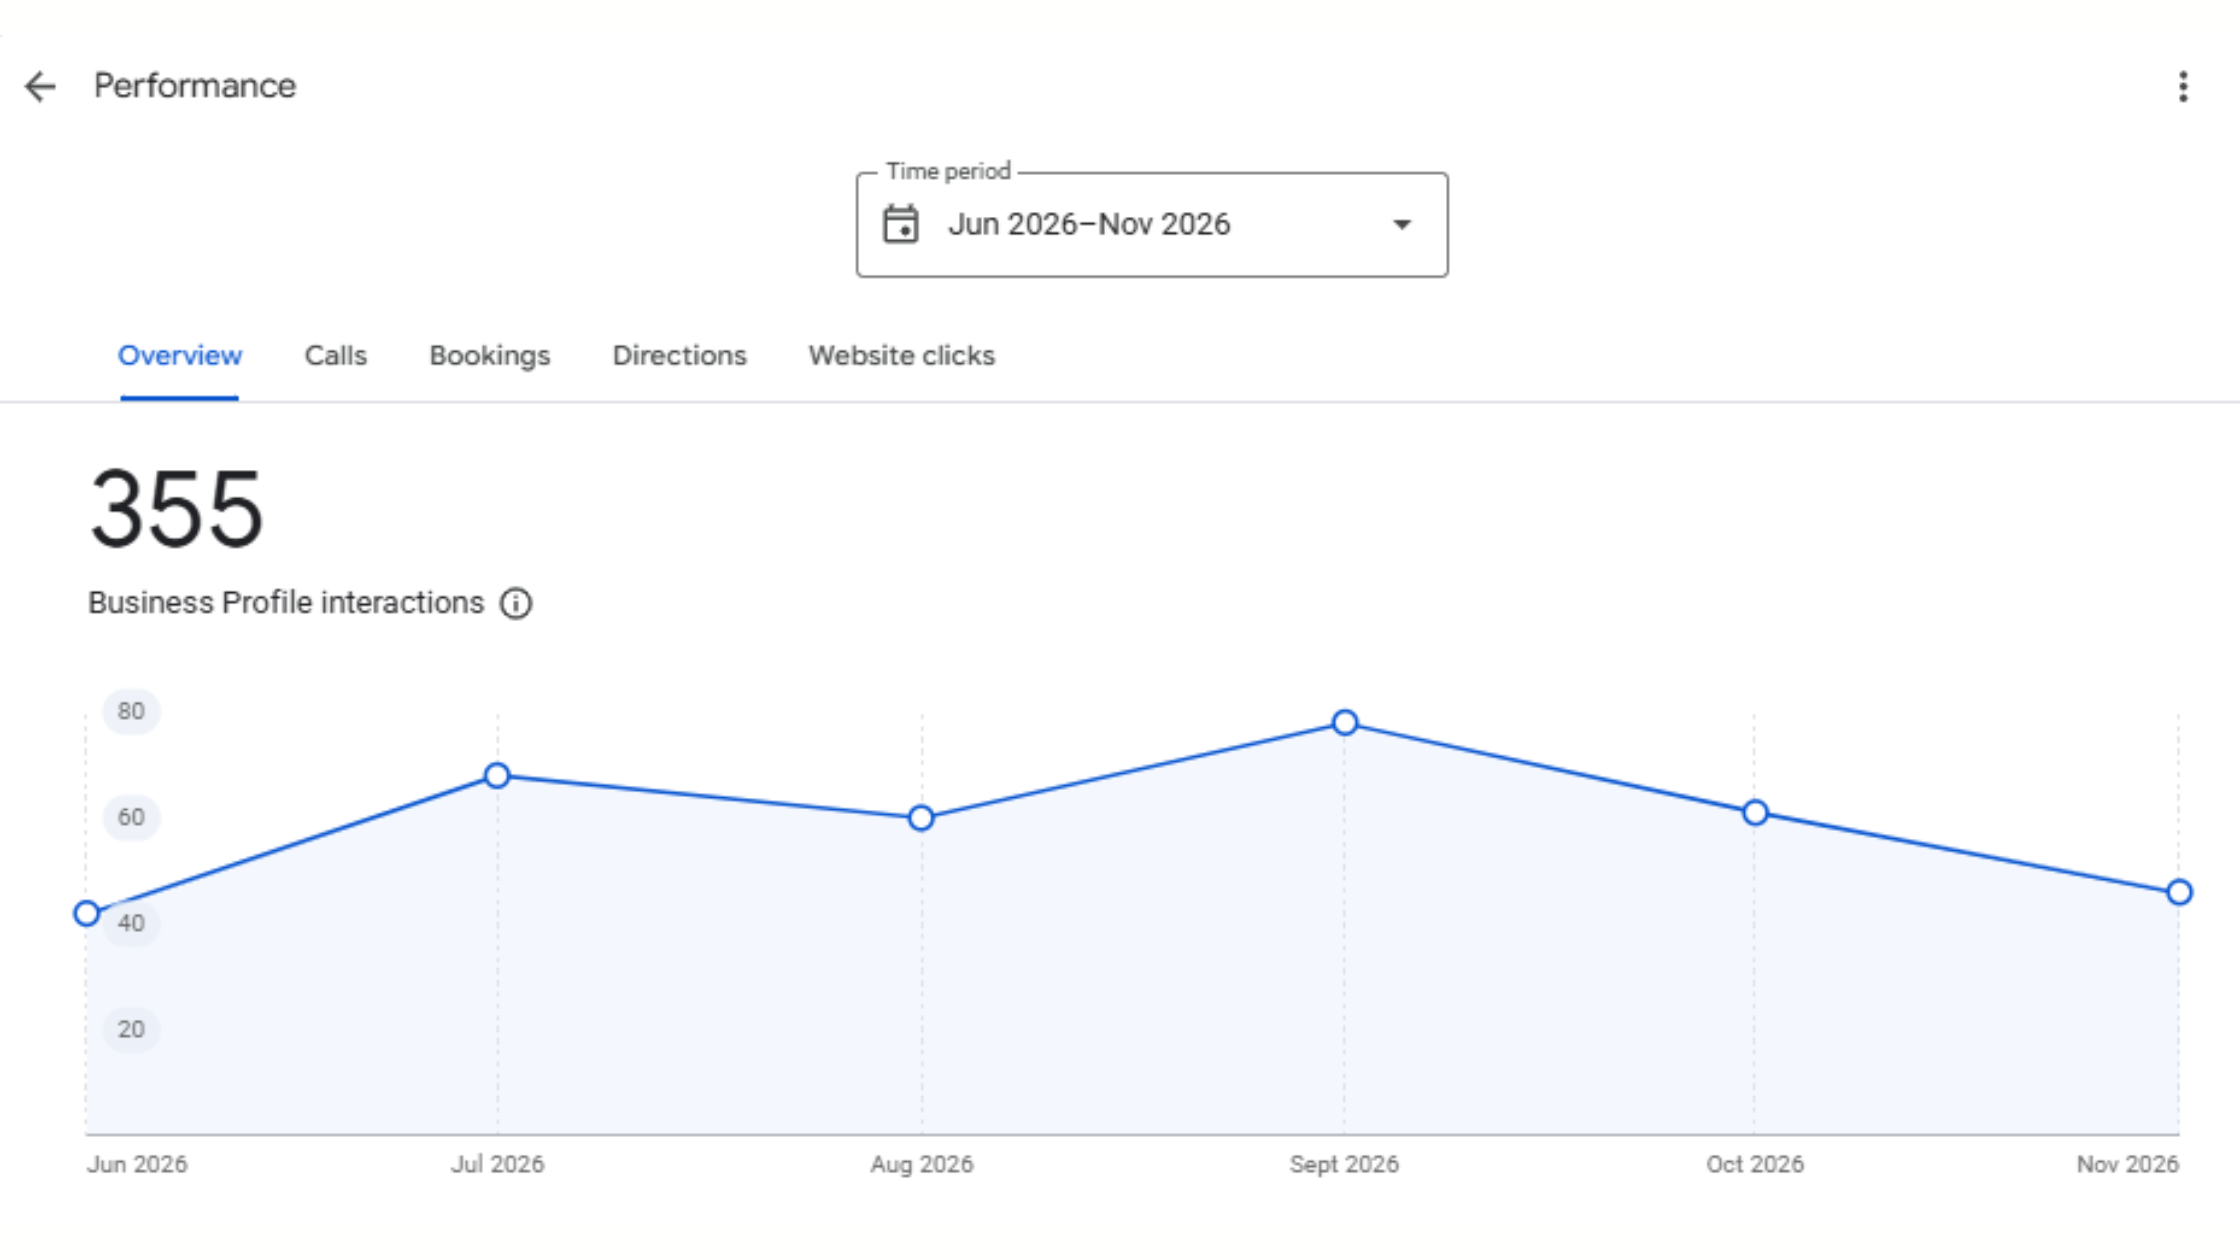 Performance
Time period
Jun 2026–Nov 2026
Overview Calls Bookings Directions Website clicks
355
Business Profile interactions
80
60
40
20
Jun 2026 Jul 2026 Aug 2026 Sept 2026 Oct 2026 Nov 2026